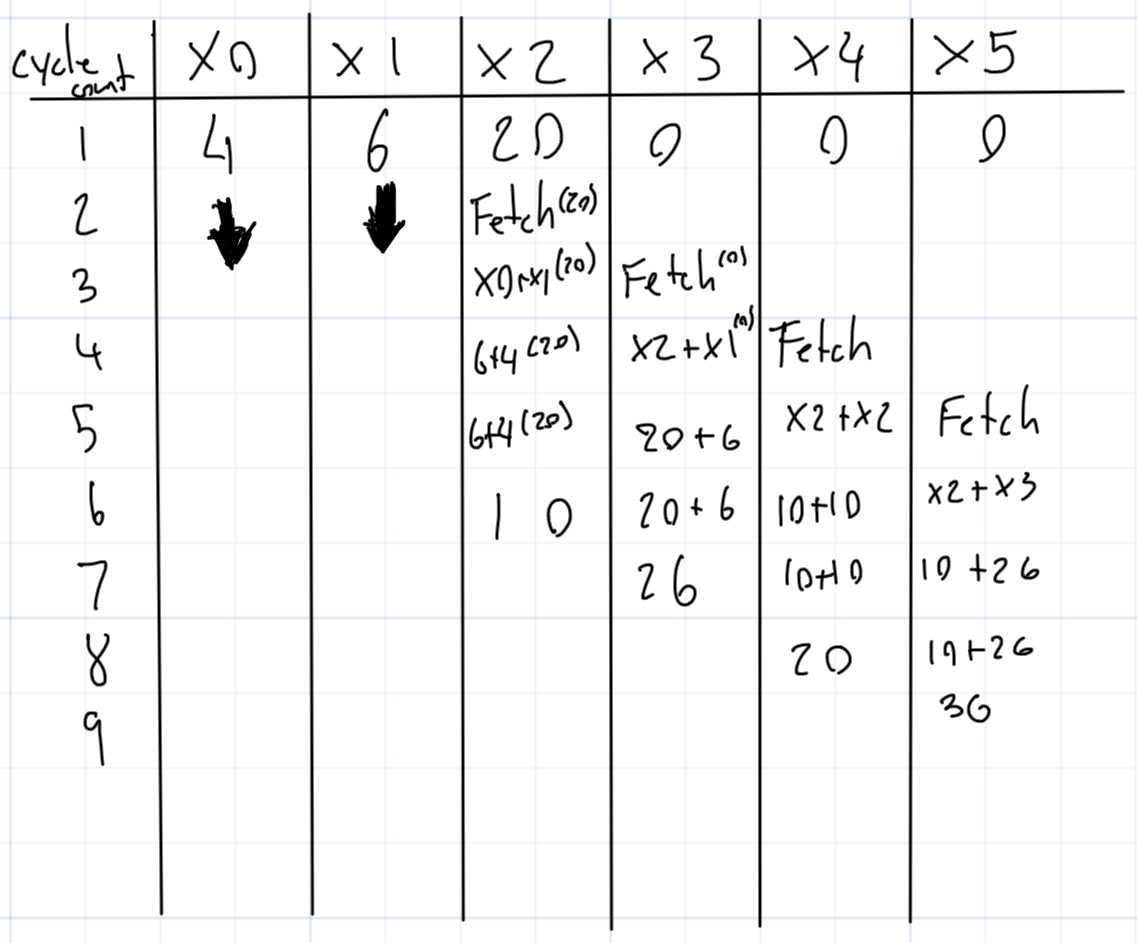 cycle count X0 X1 X2 X3 X4 X5
1 4 6 20 0 0 0
2 Fetch (20)
3 X0+X1 (20) Fetch (0)
4 6+4 (20) X2+X1 (0) Fetch
5 6+4 (20) 20+6 X2+X2 Fetch
6 10 20+6 10+10 X2+X3
7 26 10+10 10+26
8 20 10+26
9 36